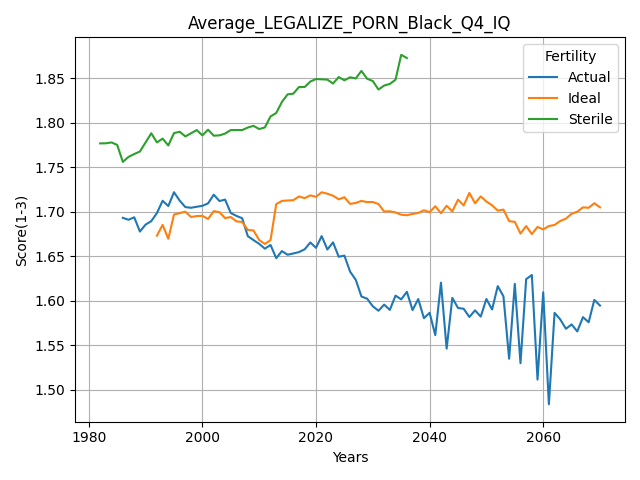 Average_LEGALIZE_PORN_Black_Q4_IQ
Fertility
Actual
Ideal
Sterile
Score(1-3)
1.85
1.80
1.75
1.70
1.65
1.60
1.55
1.50
1980
2000
2020
2040
2060
Years